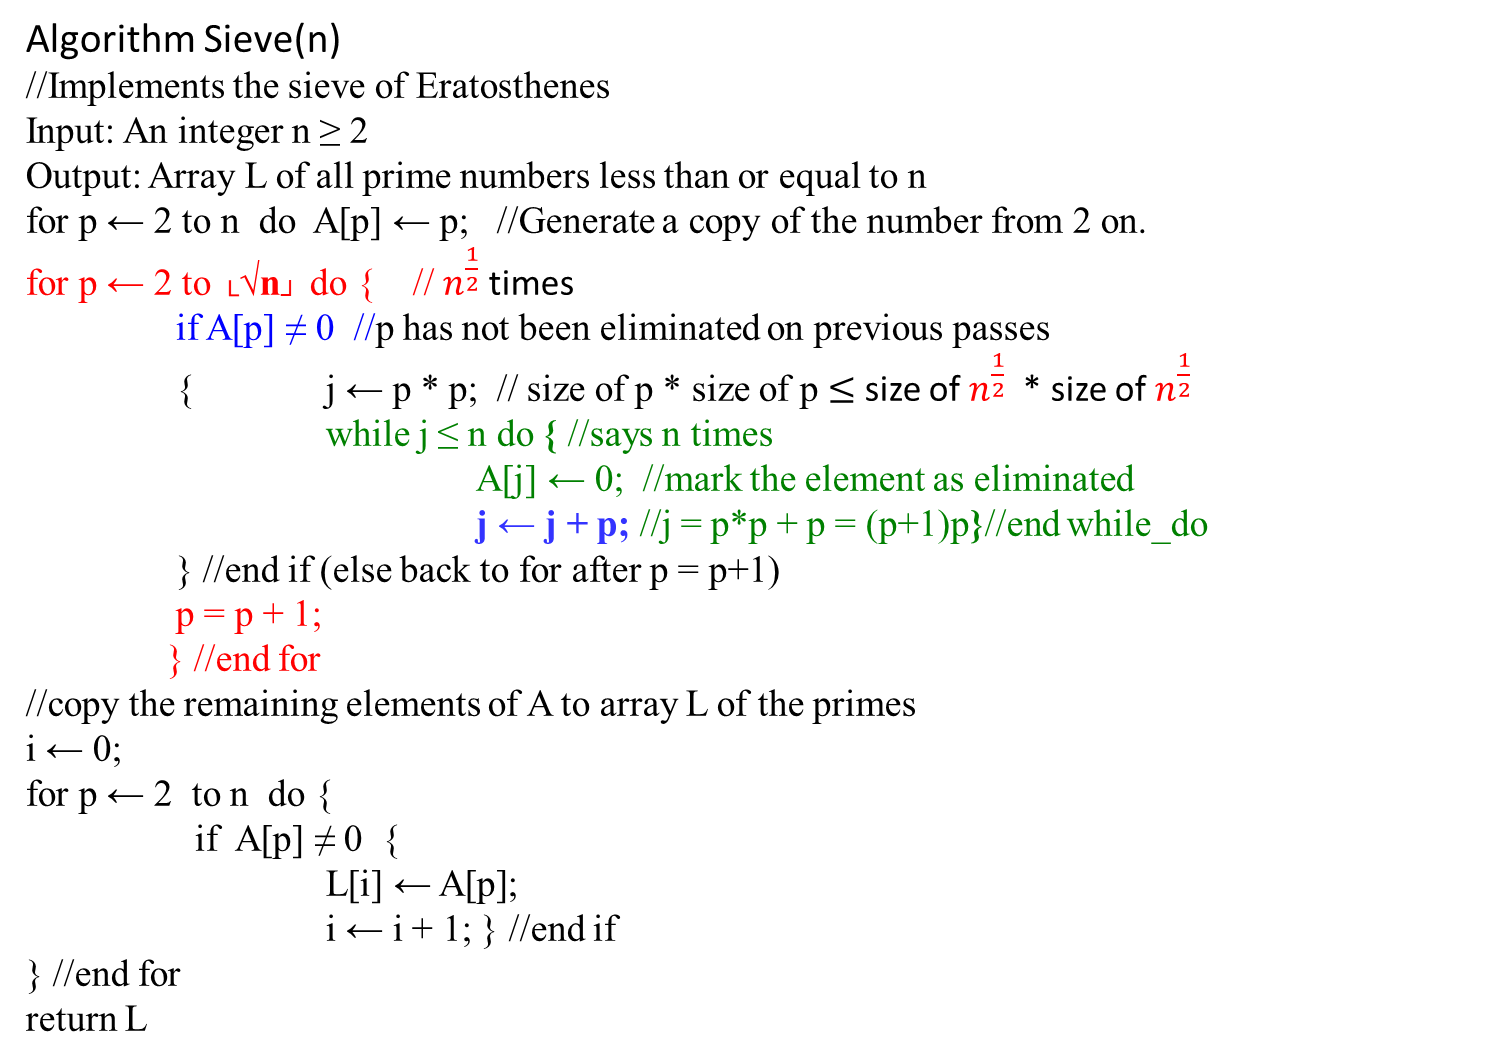 Algorithm Sieve(n)
//Implements the sieve of Eratosthenes
Input: An integer n ≥ 2
Output: Array L of all prime numbers less than or equal to n
for p ← 2 to n do A[p] ← p; //Generate a copy of the number from 2 on.
for p ← 2 to ⌞√n⌟ do { // n^{1/2} times
if A[p] ≠ 0 //p has not been eliminated on previous passes
{ j ← p * p; // size of p * size of p ≤ size of n^{1/2} * size of n^{1/2}
while j ≤ n do { //says n times
A[j] ← 0; //mark the element as eliminated
j ← j + p; //j = p*p + p = (p+1)p}//end while_do
} //end if (else back to for after p = p+1)
p = p + 1;
} //end for
//copy the remaining elements of A to array L of the primes
i ← 0;
for p ← 2 to n do {
if A[p] ≠ 0 {
L[i] ← A[p];
i ← i + 1; } //end if
} //end for
return L